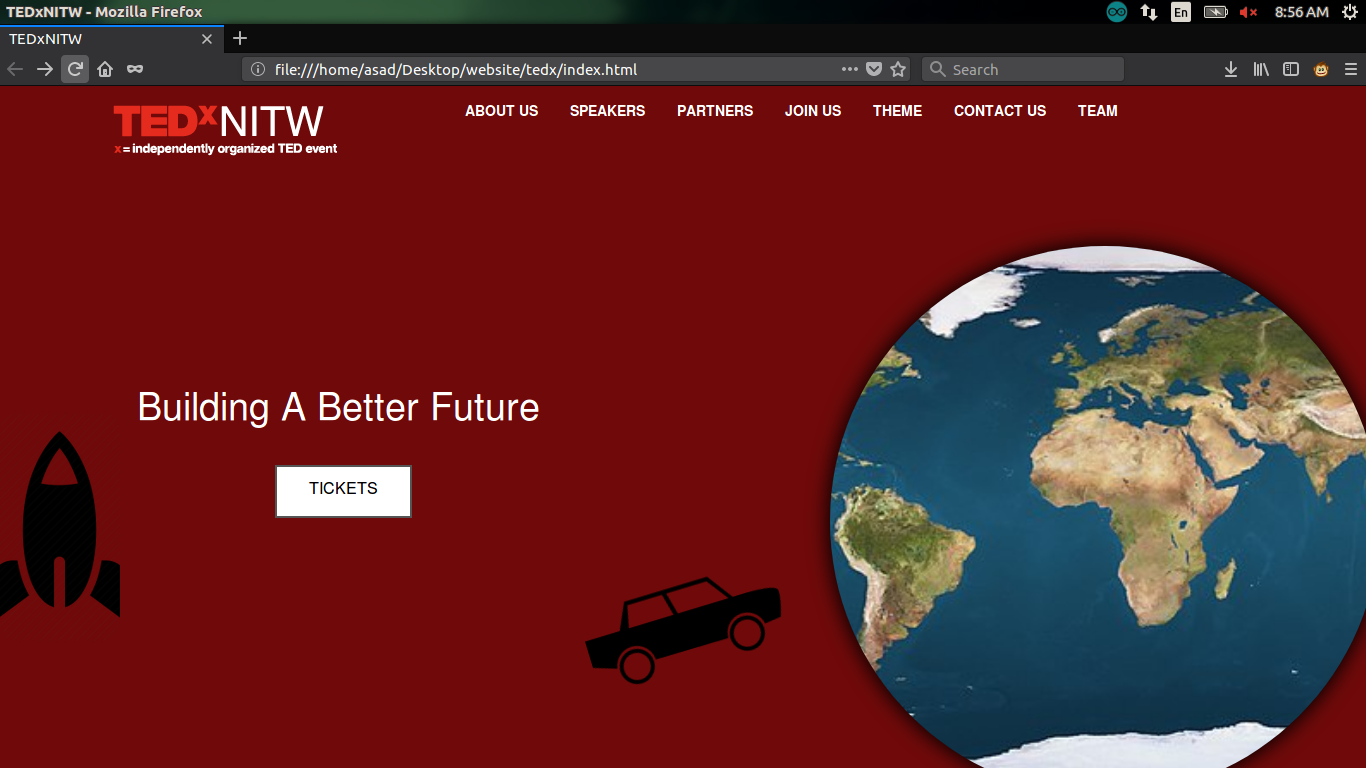 TEDxNITW - Mozilla Firefox
En
8:56 AM
TEDxNITW
file:///home/asad/Desktop/website/tedx/index.html
Search
TEDxNITW
x = independently organized TED event
ABOUT US SPEAKERS PARTNERS JOIN US THEME CONTACT US TEAM
Building A Better Future
TICKETS